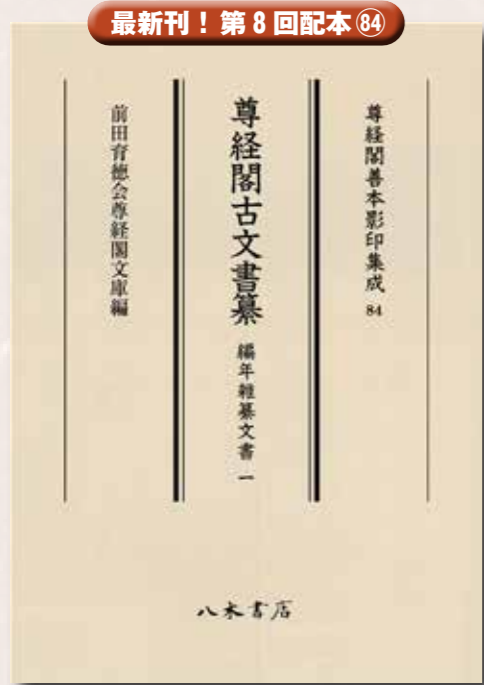 最新刊！第8回配本84
尊経閣善本影印集成 84
尊経閣古文書纂 編年雑纂文書 一
前田育徳会尊経閣文庫編
八木書店